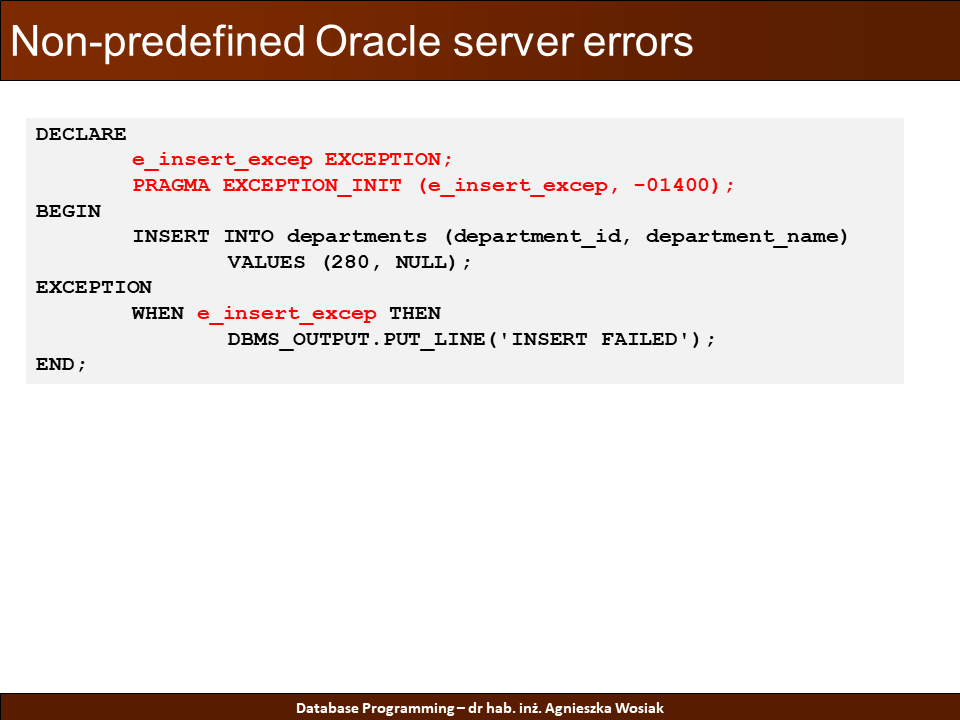 Non-predefined Oracle server errors
DECLARE
e_insert_excep EXCEPTION;
PRAGMA EXCEPTION_INIT (e_insert_excep, -01400);
BEGIN
INSERT INTO departments (department_id, department_name)
VALUES (280, NULL);
EXCEPTION
WHEN e_insert_excep THEN
DBMS_OUTPUT.PUT_LINE('INSERT FAILED');
END;
Database Programming – dr hab. inż. Agnieszka Wosiak